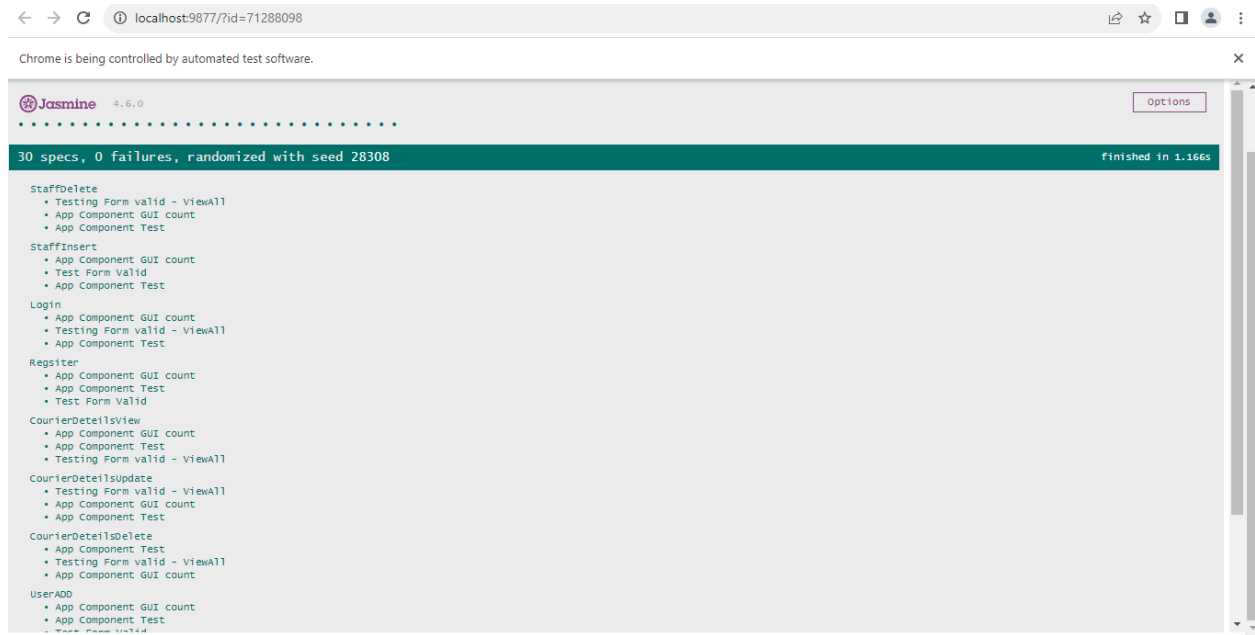 localhost:9877/?id=71288098
Chrome is being controlled by automated test software.
Jasmine 4.6.0
Options
30 specs, 0 failures, randomized with seed 28308
finished in 1.166s
StaffDelete
• Testing Form valid - ViewAll
• App Component GUI count
• App Component Test
StaffInsert
• App Component GUI count
• Test Form Valid
• App Component Test
Login
• App Component GUI count
• Testing Form valid - ViewAll
• App Component Test
Regsiter
• App Component GUI count
• App Component Test
• Test Form Valid
CourierDeteilsView
• App Component GUI count
• App Component Test
• Testing Form valid - ViewAll
CourierDeteilsUpdate
• Testing Form valid - ViewAll
• App Component GUI count
• App Component Test
CourierDeteilsDelete
• App Component Test
• Testing Form valid - ViewAll
• App Component GUI count
UserADD
• App Component GUI count
• App Component Test
• Test Form Valid